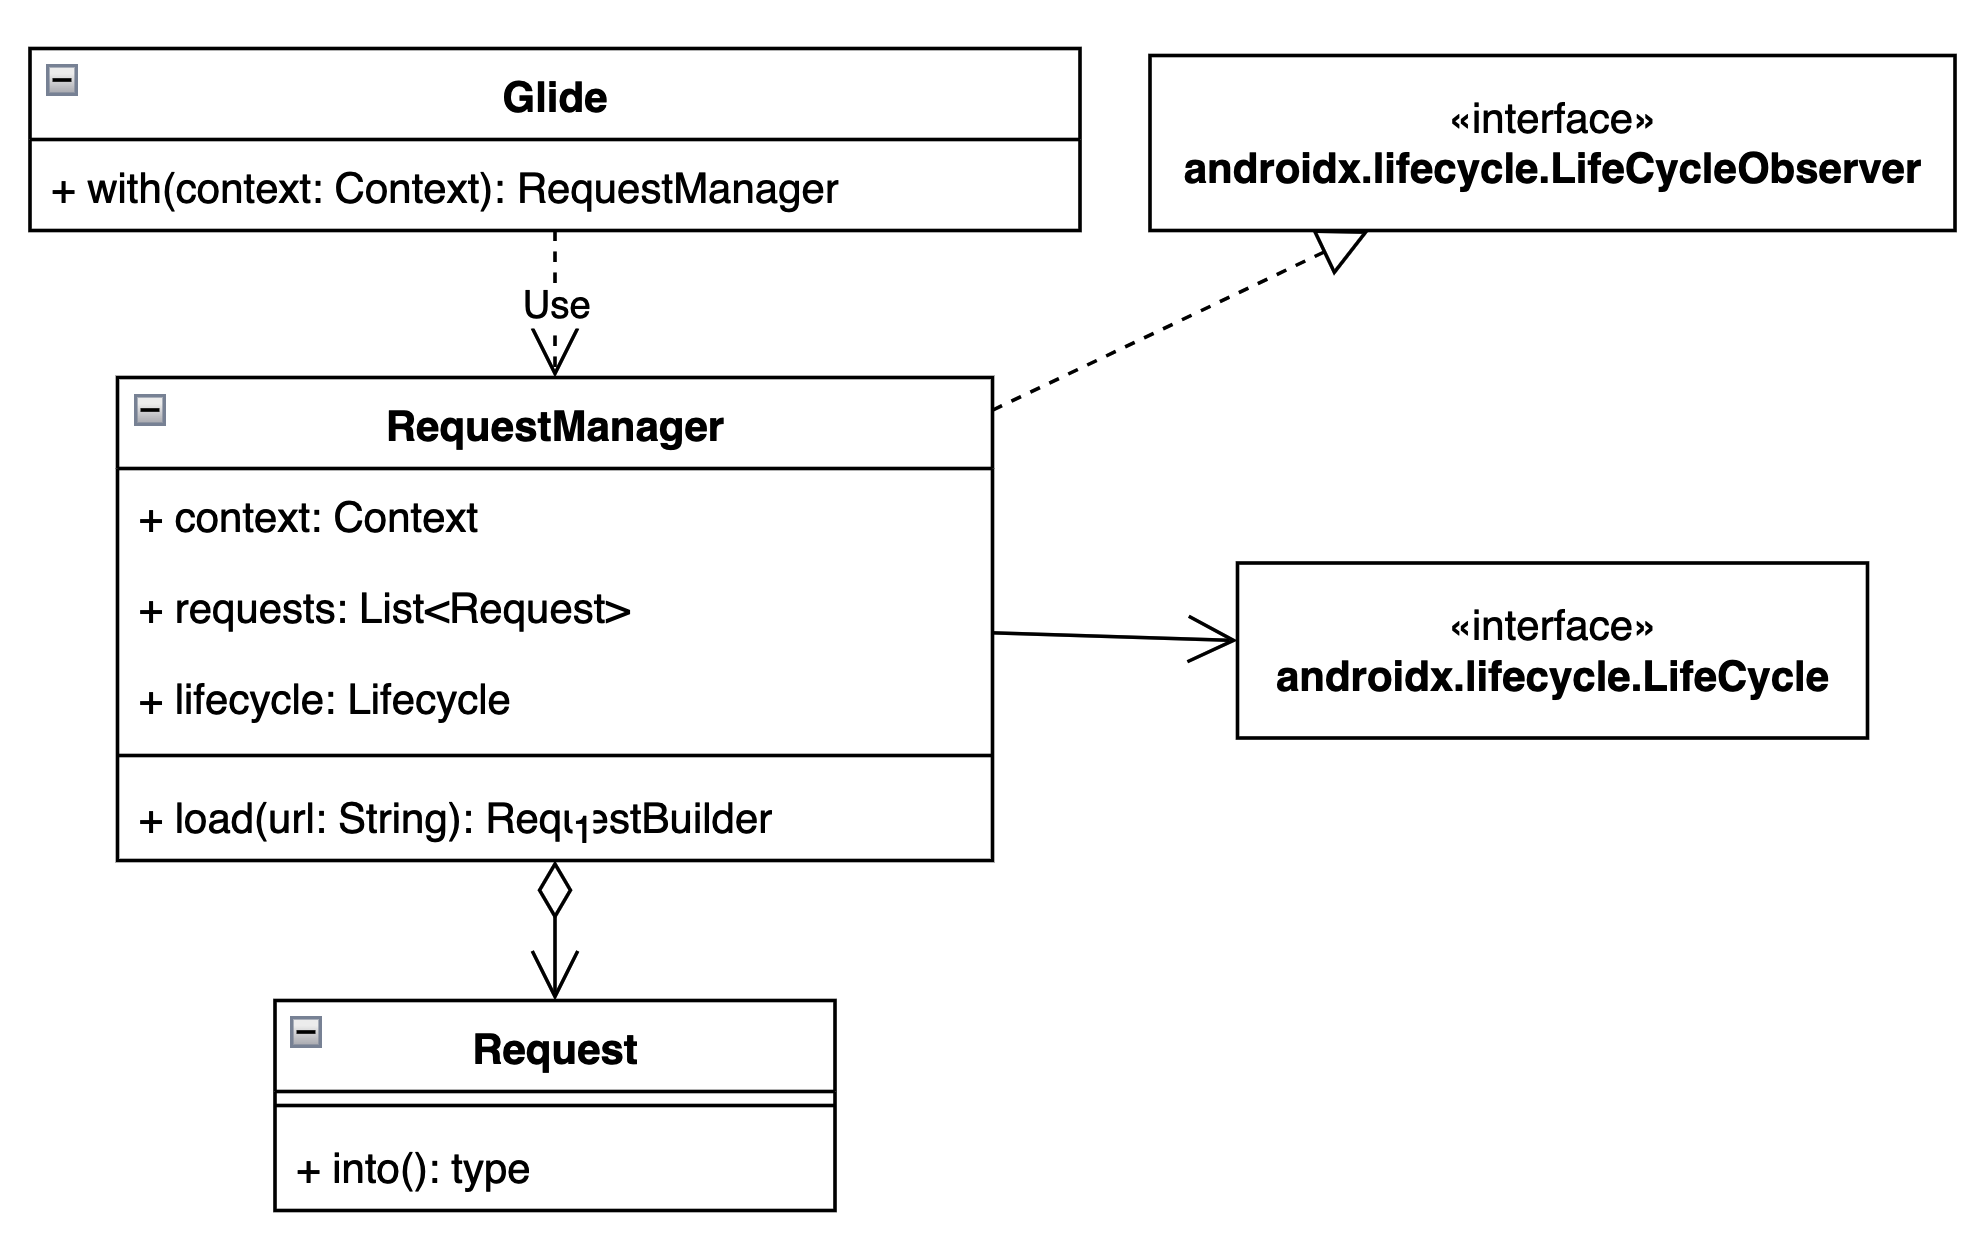 Glide
+ with(context: Context): RequestManager
«interface»
androidx.lifecycle.LifeCycleObserver
Use
RequestManager
+ context: Context
+ requests: List<Request>
+ lifecycle: Lifecycle
+ load(url: String): RequestBuilder
1
«interface»
androidx.lifecycle.LifeCycle
Request
+ into(): type